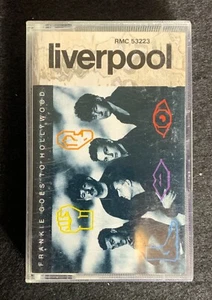 RMC 53223
liverpool
FRANKIE GOES TO HOLLYWOOD